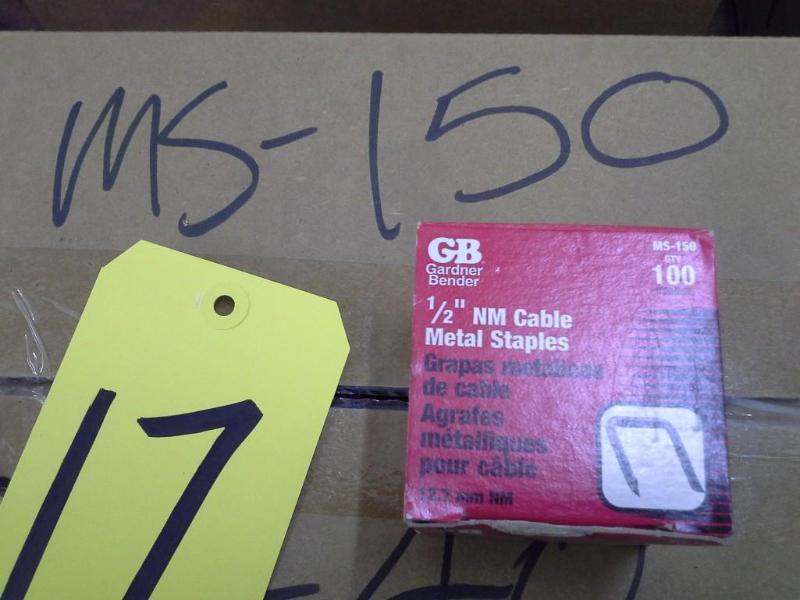 MS-150
GB
Gardner
Bender
MS-150
QTY
100
1/2" NM Cable
Metal Staples
Grapas metálicas
de cable
Agrafes
métalliques
pour câble
12.7 mm NM
17